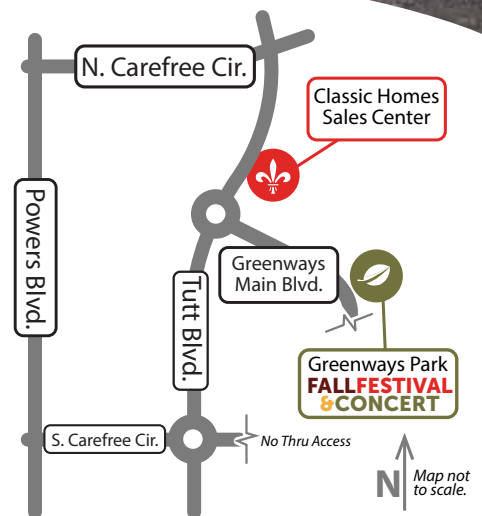 N. Carefree Cir.
Classic Homes
Sales Center
Powers Blvd.
Greenways
Main Blvd.
Tutt Blvd.
Greenways Park
FALLFESTIVAL
&CONCERT
S. Carefree Cir.
No Thru Access
N
Map not
to scale.